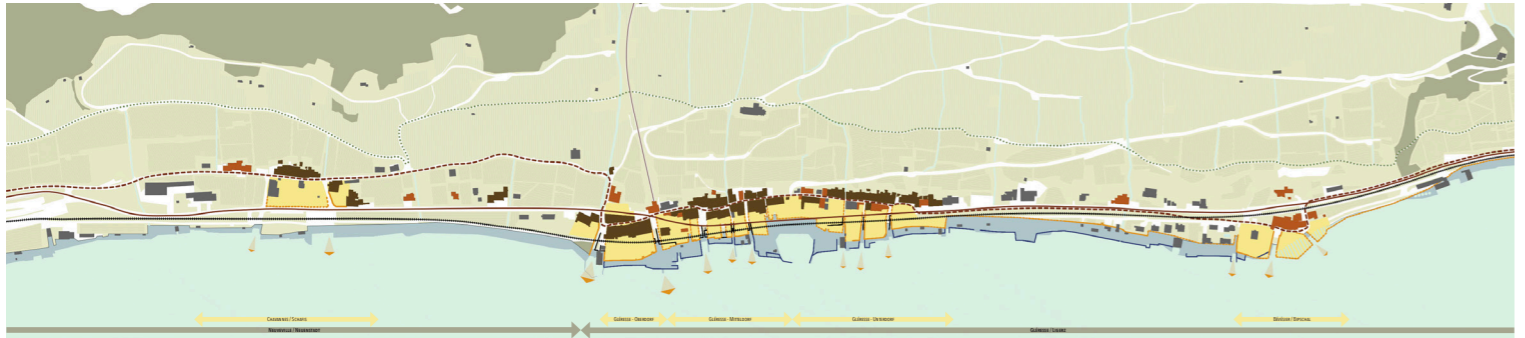 CHAVANNES / SCHAFIS
GLÉRESSE - OBERDORF
GLÉRESSE - MITTELDORF
GLÉRESSE - UNTERDORF
NEUVEVILLE / NEUENSTADT
GLÉRESSE / LIGERZ